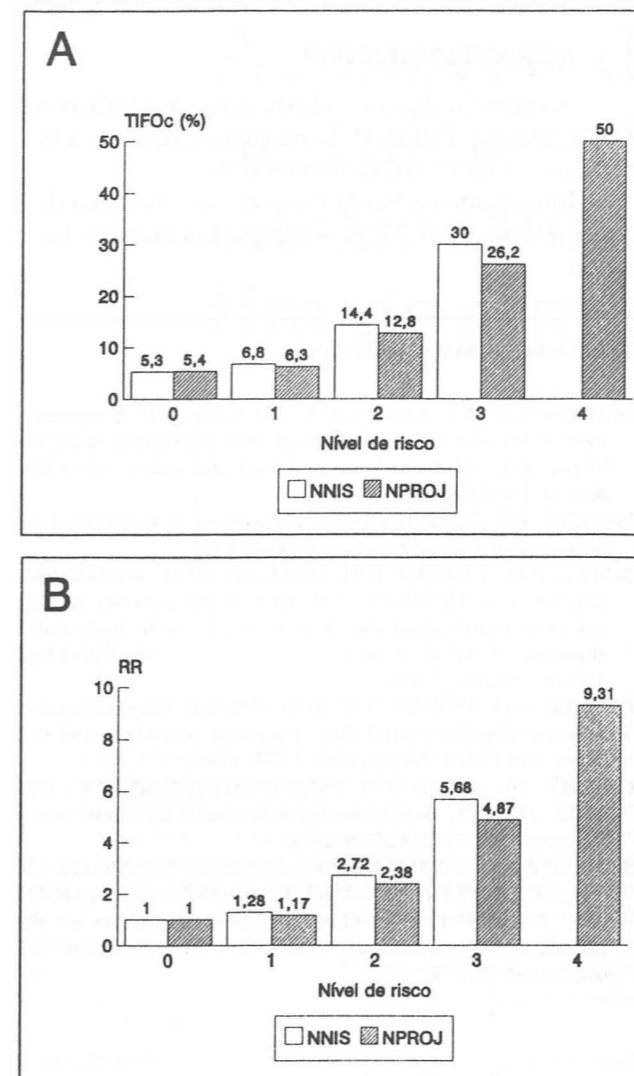 A
TIFOc (%)
50
40
30
20
10
0
5,3 5,4 6,8 6,3 14,4 12,8 30 26,2 50
0 1 2 3 4
Nível de risco
NNIS NPROJ
B
RR
10
8
6
4
2
0
1 1 1,28 1,17 2,72 2,38 5,68 4,87 9,31
0 1 2 3 4
Nível de risco
NNIS NPROJ